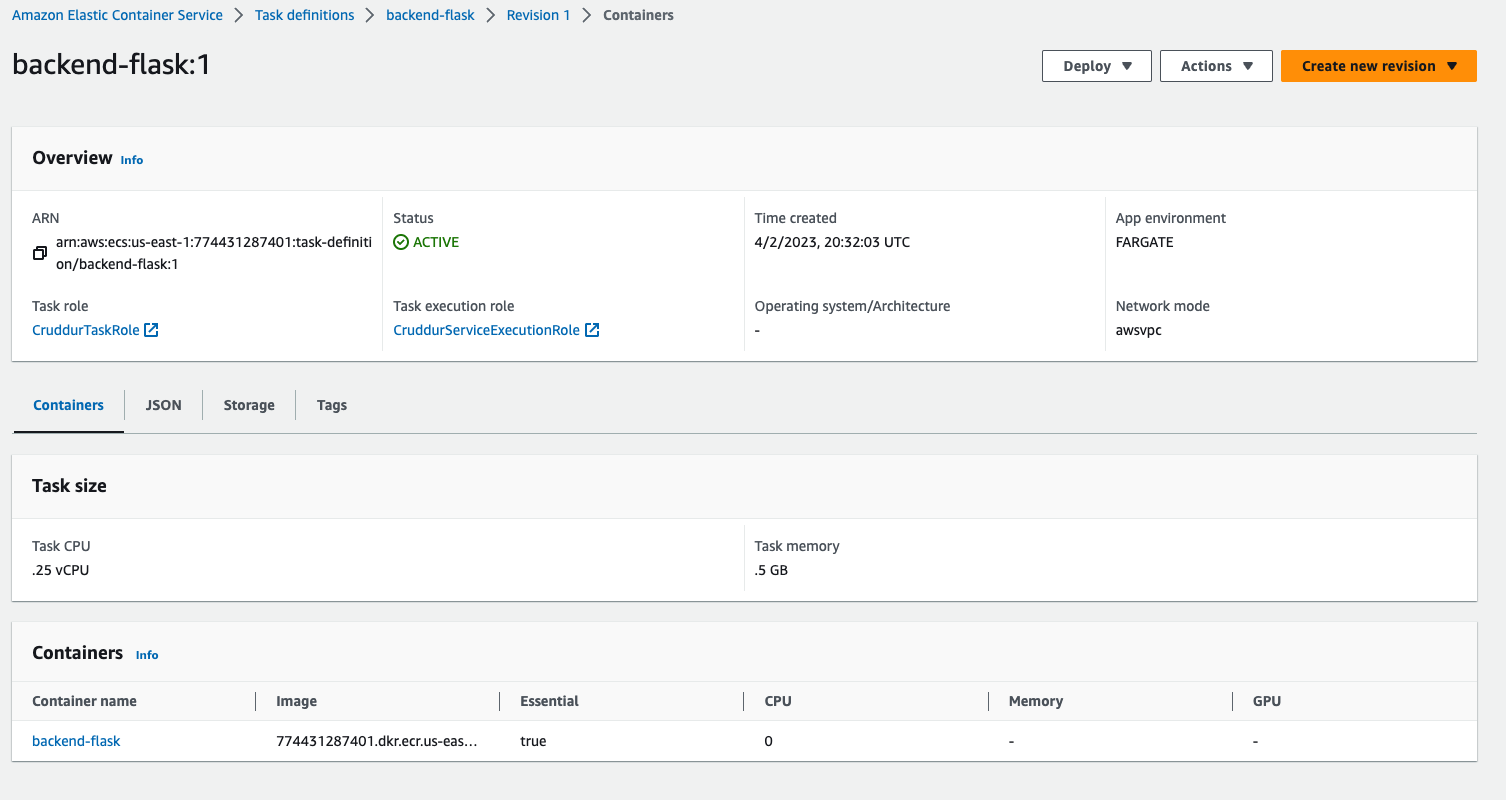 Amazon Elastic Container Service > Task definitions > backend-flask > Revision 1 > Containers
backend-flask:1
Deploy ▼ Actions ▼ Create new revision ▼
Overview Info
ARN
arn:aws:ecs:us-east-1:774431287401:task-definiti
on/backend-flask:1
Status
ACTIVE
Time created
4/2/2023, 20:32:03 UTC
App environment
FARGATE
Task role
CruddurTaskRole
Task execution role
CruddurServiceExecutionRole
Operating system/Architecture
-
Network mode
awsvpc
Containers JSON Storage Tags
Task size
Task CPU
.25 vCPU
Task memory
.5 GB
Containers Info
Container name Image Essential CPU Memory GPU
backend-flask 774431287401.dkr.ecr.us-eas... true 0 - -